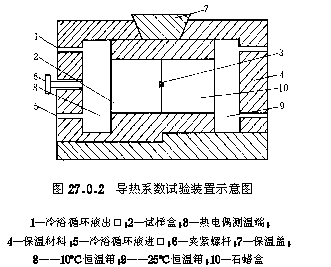 7
1
2
3
6
4
8
10
5
9
图 27.0.2 导热系数试验装置示意图
1—冷浴循环液出口;2—试样盒;3—热电偶测温端;
4—保温材料;5—冷浴循环液进口;6—夹紧螺杆;7—保温盖;
8——10℃恒温箱;9——25℃恒温箱;10—石蜡盒